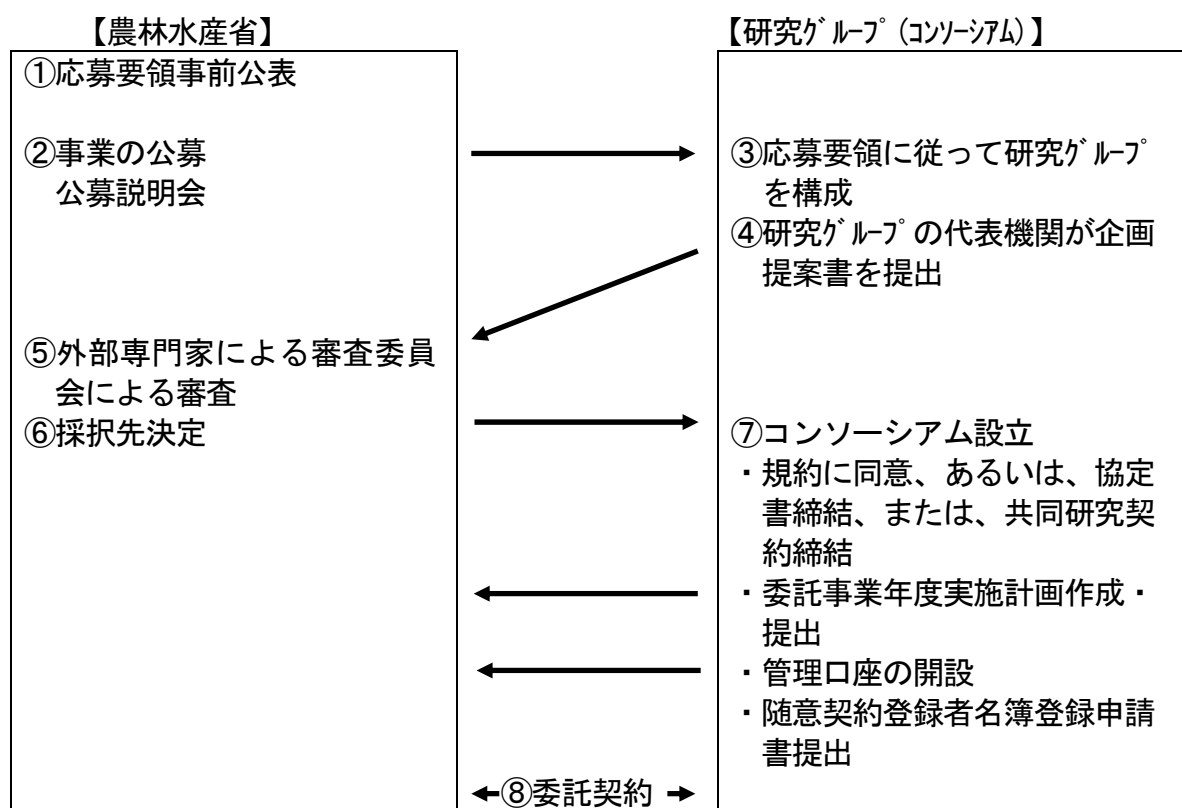 【農林水産省】
①応募要領事前公表
②事業の公募
公募説明会
⑤外部専門家による審査委員
会による審査
⑥採択先決定
【研究ｸﾞﾙｰﾌﾟ(ｺﾝｿｰｼｱﾑ)】
③応募要領に従って研究ｸﾞﾙｰﾌﾟ
を構成
④研究ｸﾞﾙｰﾌﾟの代表機関が企画
提案書を提出
⑦コンソーシアム設立
・規約に同意、あるいは、協定
書締結、または、共同研究契
約締結
・委託事業年度実施計画作成・
提出
・管理口座の開設
・随意契約登録者名簿登録申請
書提出
⑧委託契約